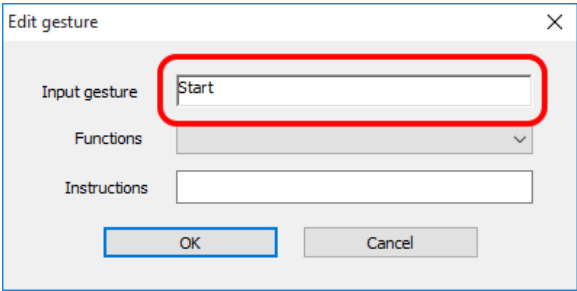 Edit gesture
Input gesture Start
Functions
Instructions
OK Cancel